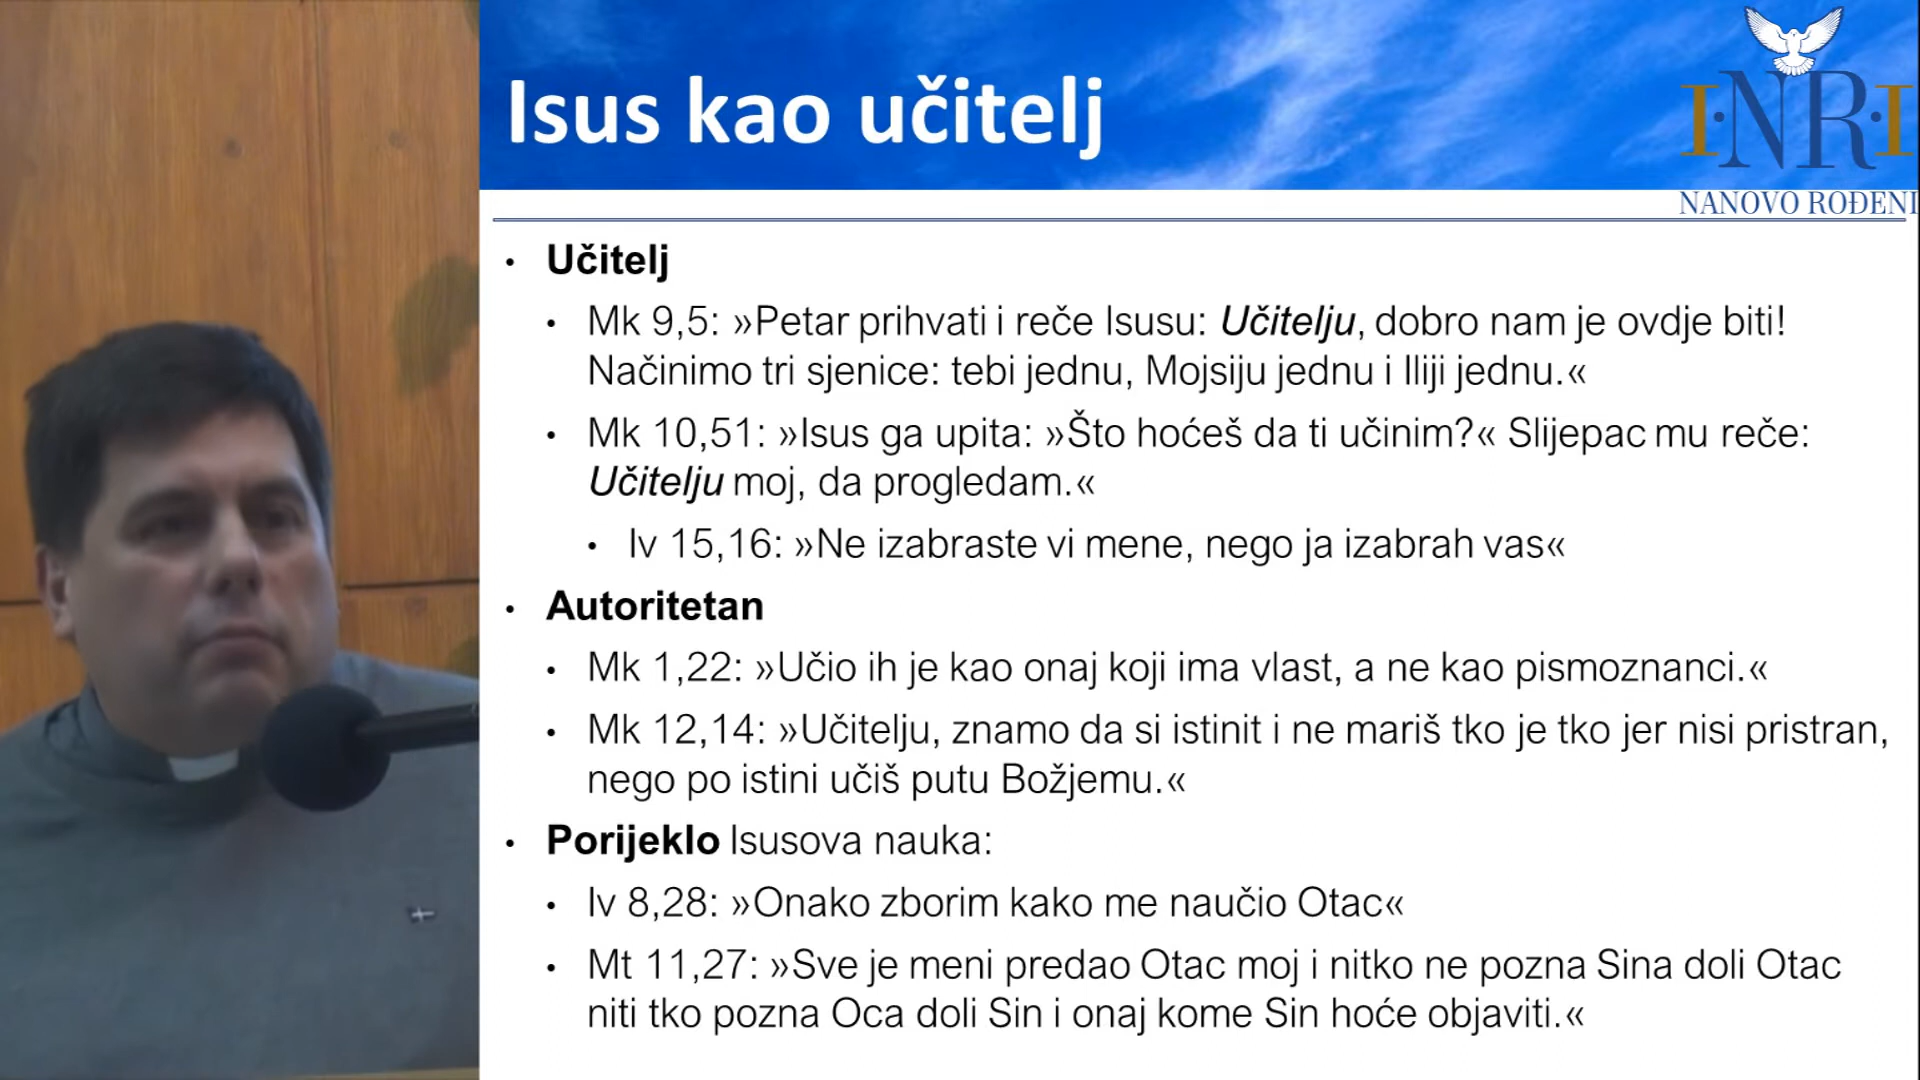 Isus kao učitelj
I·NR·I
NANOVO ROĐENI
• Učitelj
• Mk 9,5: »Petar prihvati i reče Isusu: Učitelju, dobro nam je ovdje biti!
Načinimo tri sjenice: tebi jednu, Mojsiju jednu i Iliji jednu.«
• Mk 10,51: »Isus ga upita: »Što hoćeš da ti učinim?« Slijepac mu reče:
Učitelju moj, da progledam.«
• Iv 15,16: »Ne izabraste vi mene, nego ja izabrah vas«
• Autoritetan
• Mk 1,22: »Učio ih je kao onaj koji ima vlast, a ne kao pismoznanci.«
• Mk 12,14: »Učitelju, znamo da si istinit i ne mariš tko je tko jer nisi pristran,
nego po istini učiš putu Božjemu.«
• Porijeklo Isusova nauka:
• Iv 8,28: »Onako zborim kako me naučio Otac«
• Mt 11,27: »Sve je meni predao Otac moj i nitko ne pozna Sina doli Otac
niti tko pozna Oca doli Sin i onaj kome Sin hoće objaviti.«